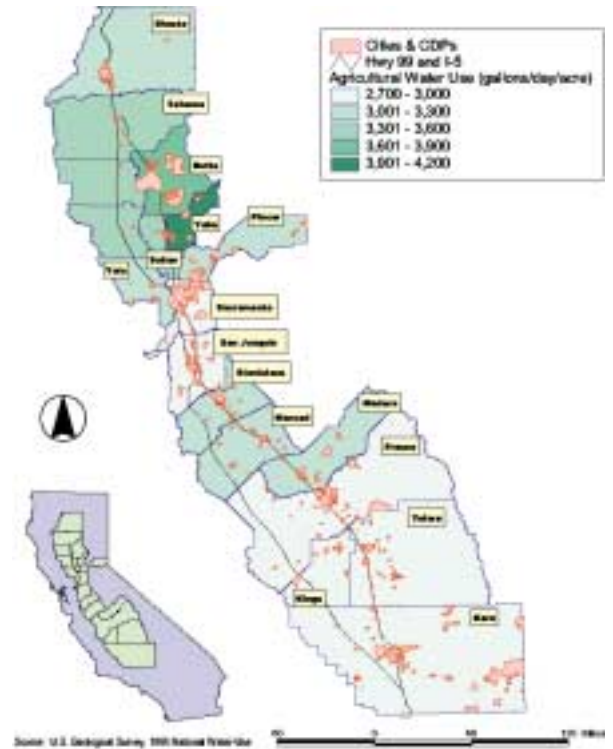 Cities & CDPs
Hwy 99 and I-5
Agricultural Water Use (gallons/day/acre)
2,700 - 3,000
3,001 - 3,300
3,301 - 3,600
3,601 - 3,900
3,901 - 4,200
Shasta
Tehama
Butte
Yuba
Placer
Sutter
Yolo
Sacramento
San Joaquin
Stanislaus
Merced
Madera
Fresno
Tulare
Kings
Kern
Source: U.S. Geological Survey, 1995 National Water-Use